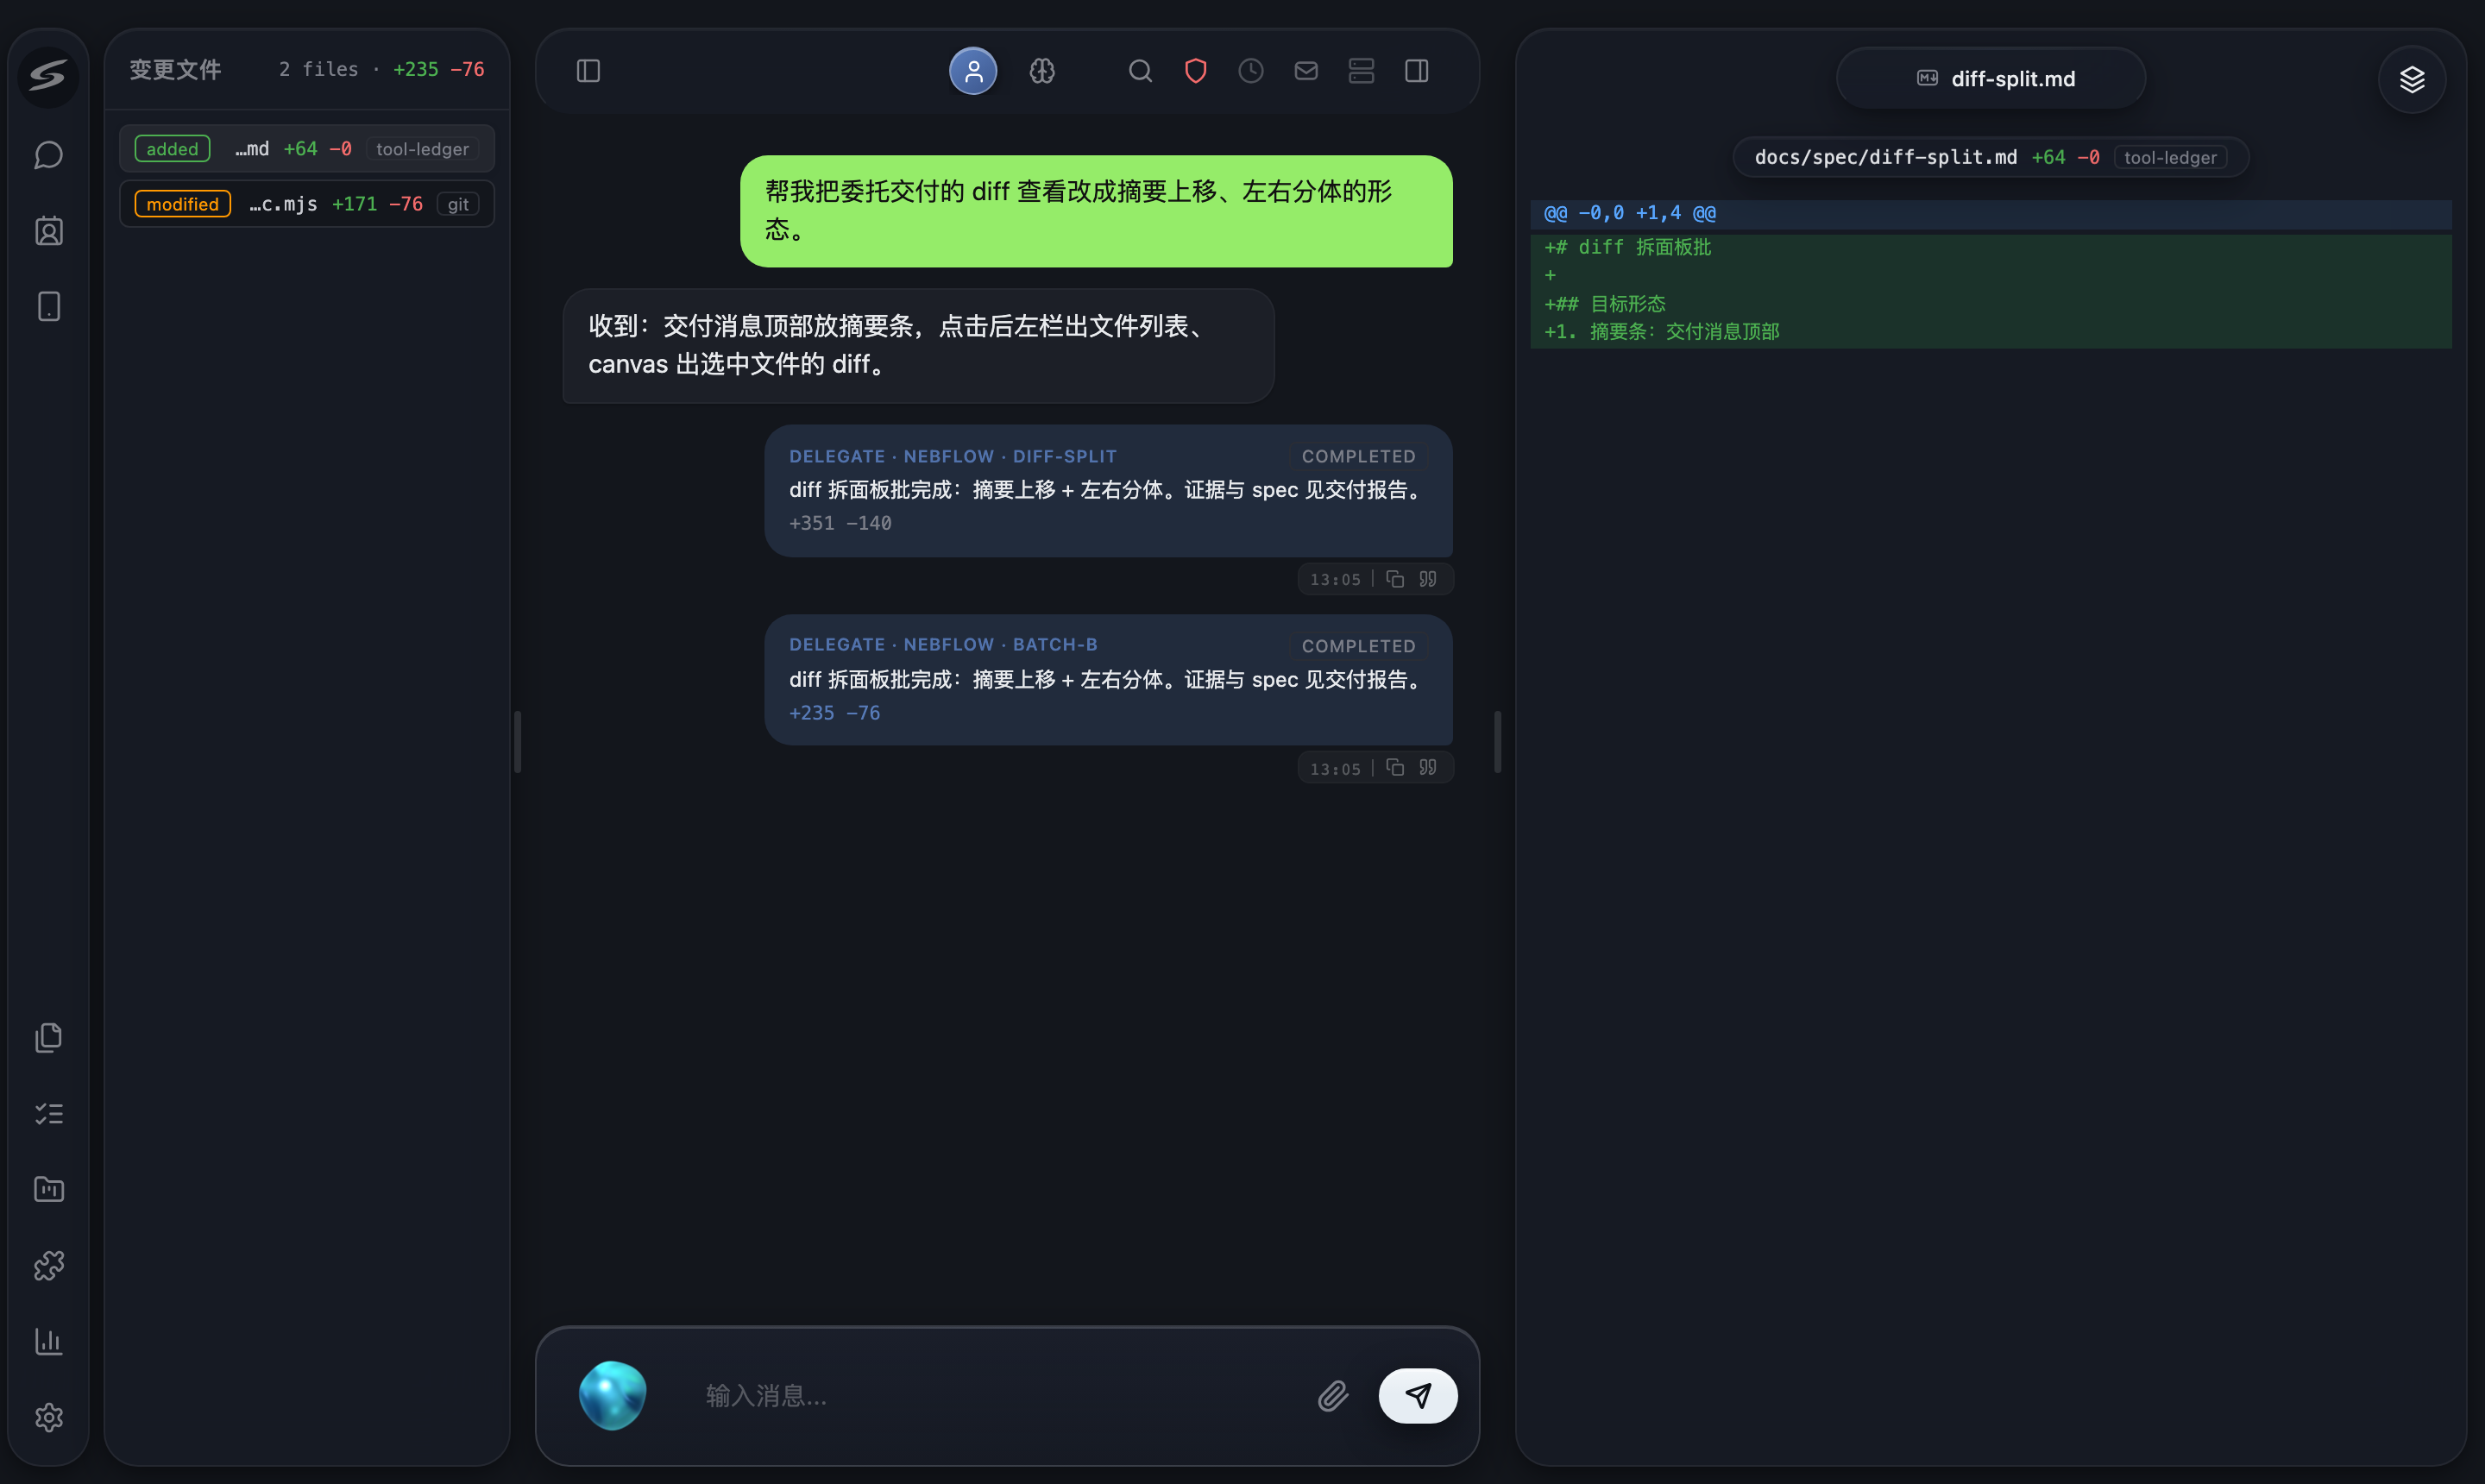 变更文件 2 files · +235 −76
added …md +64 −0 tool-ledger
modified …c.mjs +171 −76 git
帮我把委托交付的 diff 查看改成摘要上移、左右分体的形
态。
收到：交付消息顶部放摘要条，点击后左栏出文件列表、
canvas 出选中文件的 diff。
DELEGATE · NEBFLOW · DIFF-SPLIT COMPLETED
diff 拆面板批完成：摘要上移 + 左右分体。证据与 spec 见交付报告。
+351 −140
13:05
DELEGATE · NEBFLOW · BATCH-B COMPLETED
diff 拆面板批完成：摘要上移 + 左右分体。证据与 spec 见交付报告。
+235 −76
13:05
输入消息...
diff-split.md
docs/spec/diff-split.md +64 −0 tool-ledger
@@ −0,0 +1,4 @@
+# diff 拆面板批
+
+## 目标形态
+1. 摘要条：交付消息顶部